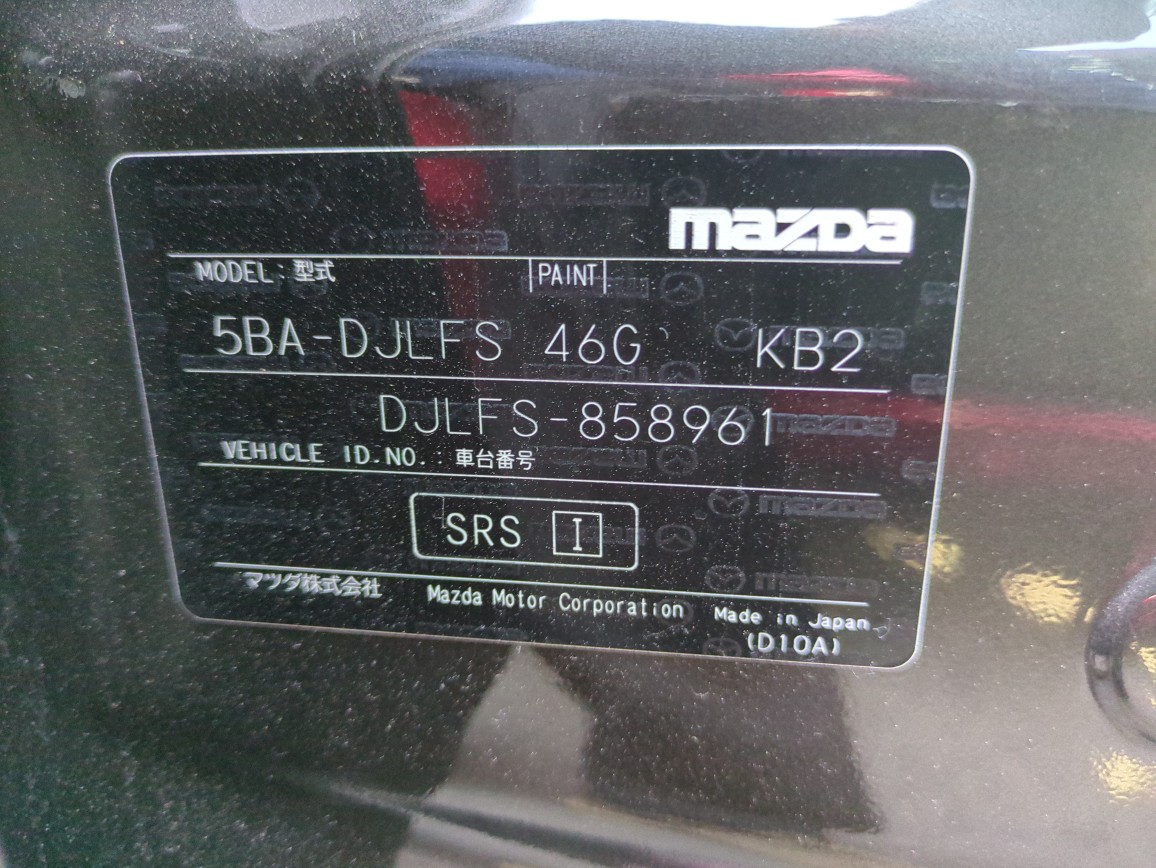 mazda
MODEL: 型式 PAINT
5BA-DJLFS 46G KB2
DJLFS-858961
VEHICLE ID.NO. 車台番号
SRS I
マツダ株式会社 Mazda Motor Corporation Made in Japan
(D10A)